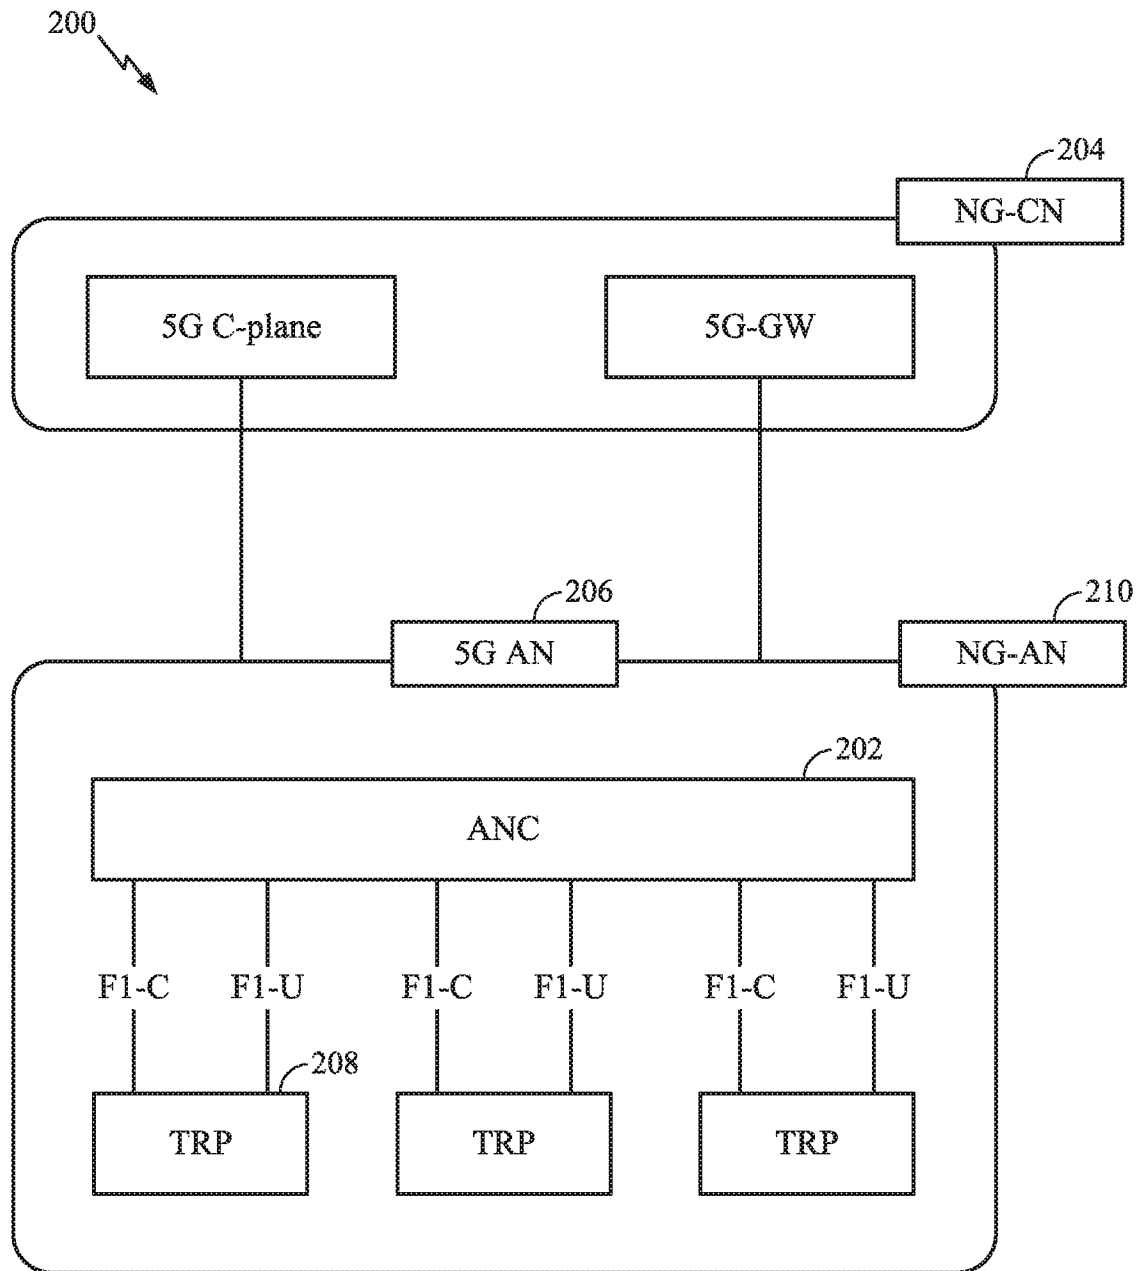 200
204
NG-CN
5G C-plane
5G-GW
206
210
5G AN
NG-AN
202
ANC
F1-C F1-U F1-C F1-U F1-C F1-U
208
TRP TRP TRP